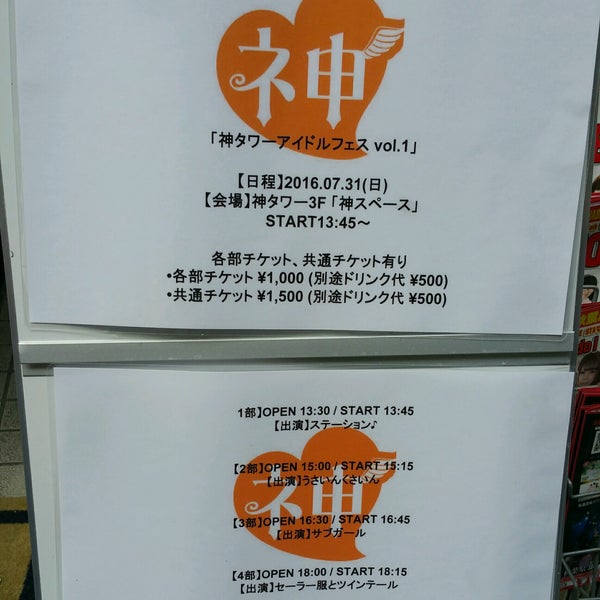 神
「神タワーアイドルフェス vol.1」
【日程】2016.07.31(日)
【会場】神タワー3F「神スペース」
START13:45～
各部チケット、共通チケット有り
•各部チケット ¥1,000 (別途ドリンク代 ¥500)
•共通チケット ¥1,500 (別途ドリンク代 ¥500)
1部】OPEN 13:30 / START 13:45
【出演】ステーション♪
【2部】OPEN 15:00 / START 15:15
【出演】うさいんくさいん
神
【3部】OPEN 16:30 / START 16:45
【出演】サブガール
【4部】OPEN 18:00 / START 18:15
【出演】セーラー服とツインテール